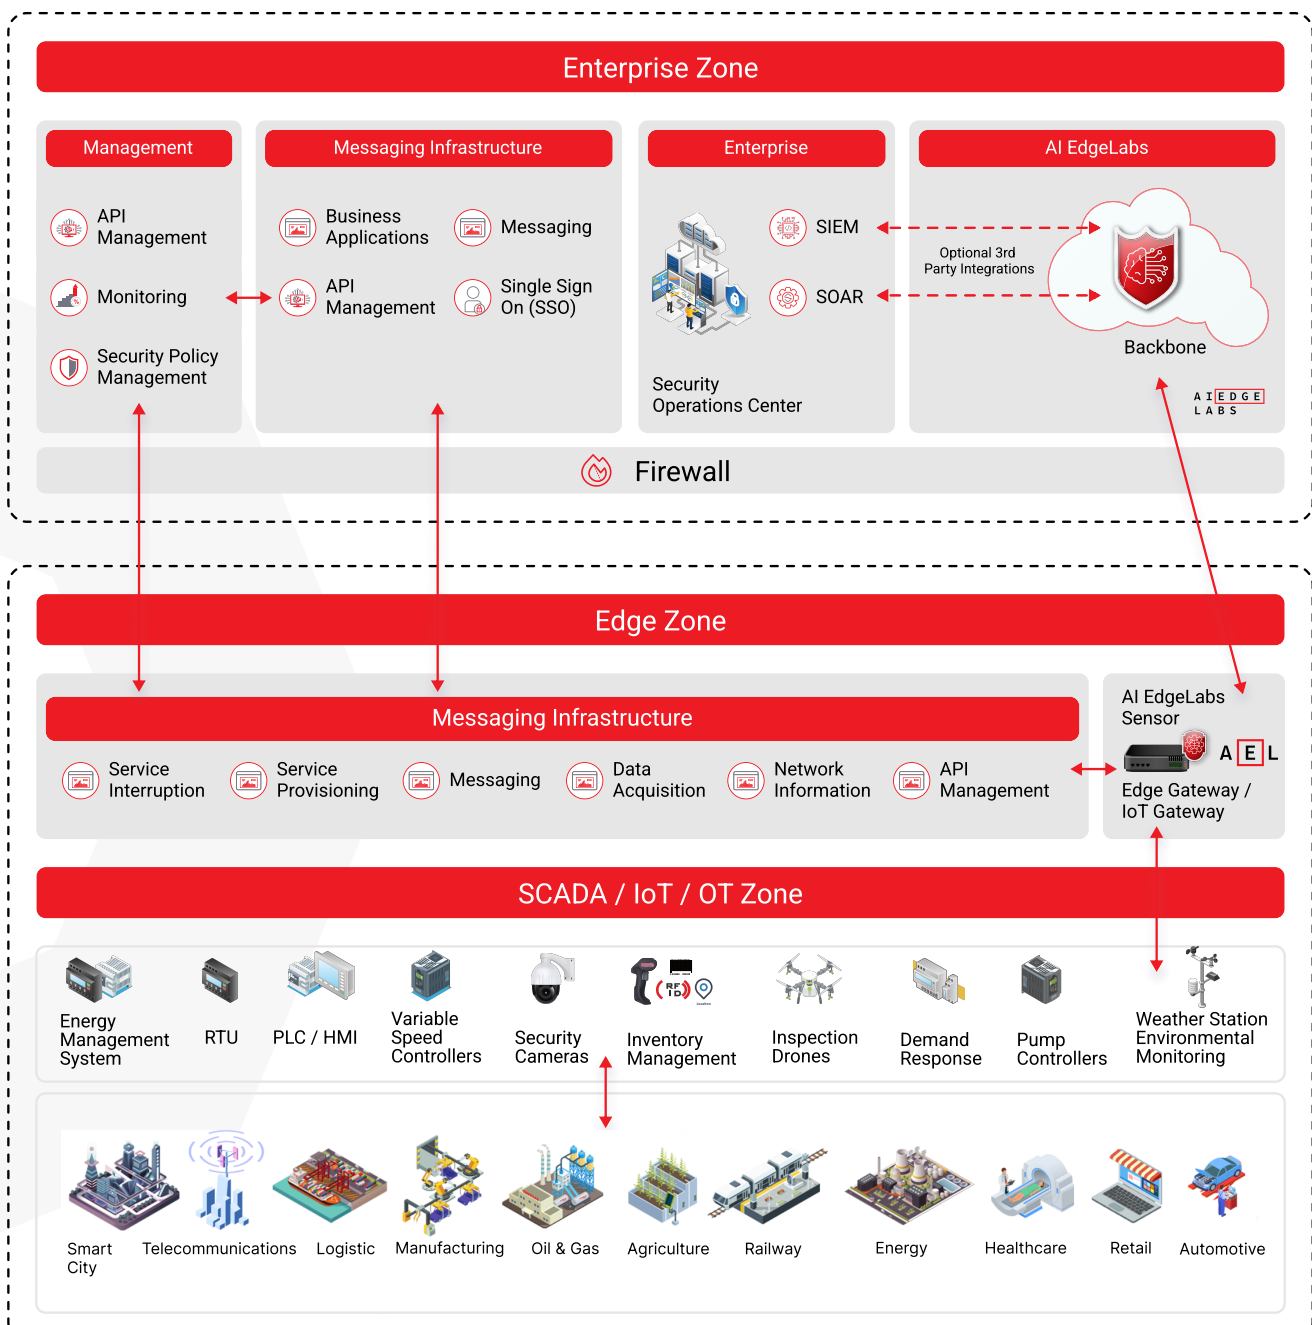 Enterprise Zone
Management
API
Management
Monitoring
Security Policy
Management
Messaging Infrastructure
Business
Applications
Messaging
API
Management
Single Sign
On (SSO)
Enterprise
SIEM
SOAR
Security
Operations Center
Optional 3rd
Party Integrations
AI EdgeLabs
Backbone
AIEDGE
LABS
Firewall
Edge Zone
Messaging Infrastructure
Service
Interruption
Service
Provisioning
Messaging
Data
Acquisition
Network
Information
API
Management
AI EdgeLabs
Sensor
AEL
Edge Gateway /
IoT Gateway
SCADA / IoT / OT Zone
RF
ID
Energy
Management
System
RTU
PLC / HMI
Variable
Speed
Controllers
Security
Cameras
Inventory
Management
Inspection
Drones
Demand
Response
Pump
Controllers
Weather Station
Environmental
Monitoring
Smart
City
Telecommunications
Logistic
Manufacturing
Oil & Gas
Agriculture
Railway
Energy
Healthcare
Retail
Automotive